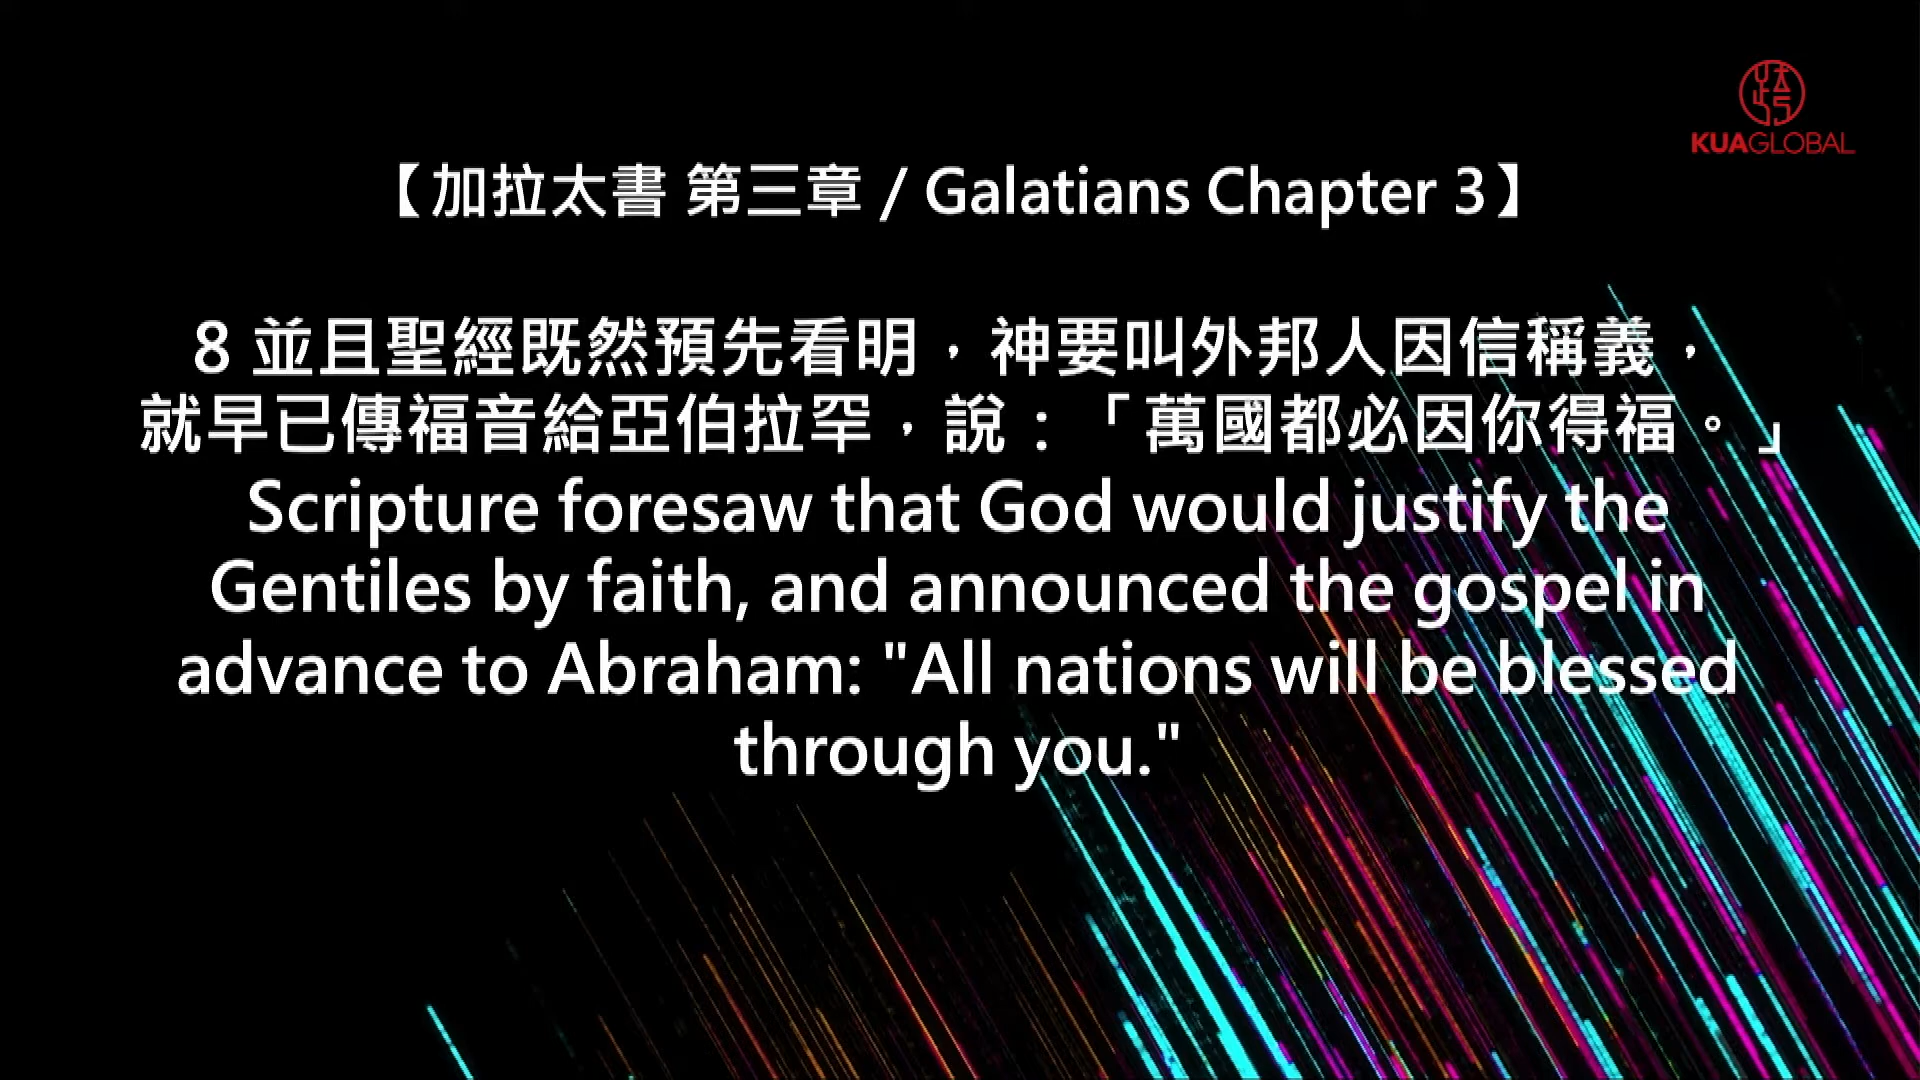 KUAGLOBAL
【加拉太書 第三章 / Galatians Chapter 3】
8 並且聖經既然預先看明，神要叫外邦人因信稱義，
就早已傳福音給亞伯拉罕，說：「萬國都必因你得福。」
Scripture foresaw that God would justify the
Gentiles by faith, and announced the gospel in
advance to Abraham: "All nations will be blessed
through you."